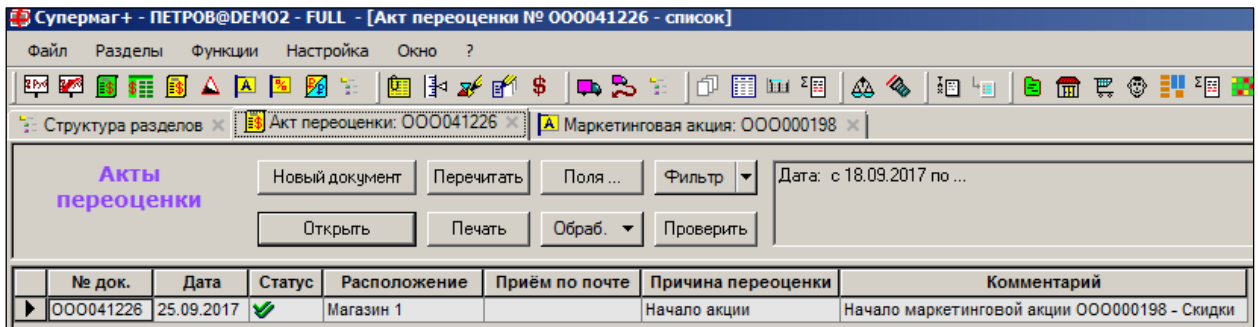 Супермаг+ - ПЕТРОВ@DEMO2 - FULL - [Акт переоценки № ООО041226 - список]
Файл Разделы Функции Настройка Окно ?
Структура разделов Акт переоценки: ООО041226 Маркетинговая акция: ООО000198
Акты переоценки
Новый документ Перечитать Поля ... Фильтр
Дата: с 18.09.2017 по ...
Открыть Печать Обраб. Проверить
№ док. Дата Статус Расположение Приём по почте Причина переоценки Комментарий
ООО041226 25.09.2017 Магазин 1 Начало акции Начало маркетинговой акции ООО000198 - Скидки